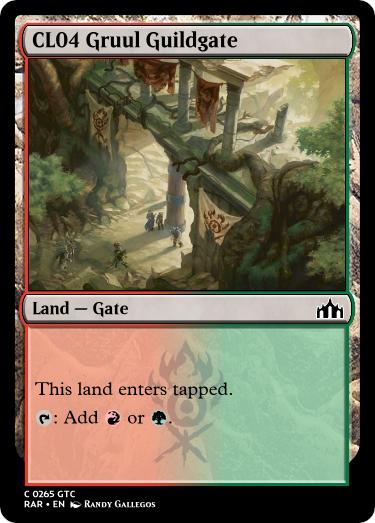 CL04 Gruul Guildgate
Land — Gate
This land enters tapped.
: Add or .
C 0265 GTC
RAR • EN Randy Gallegos